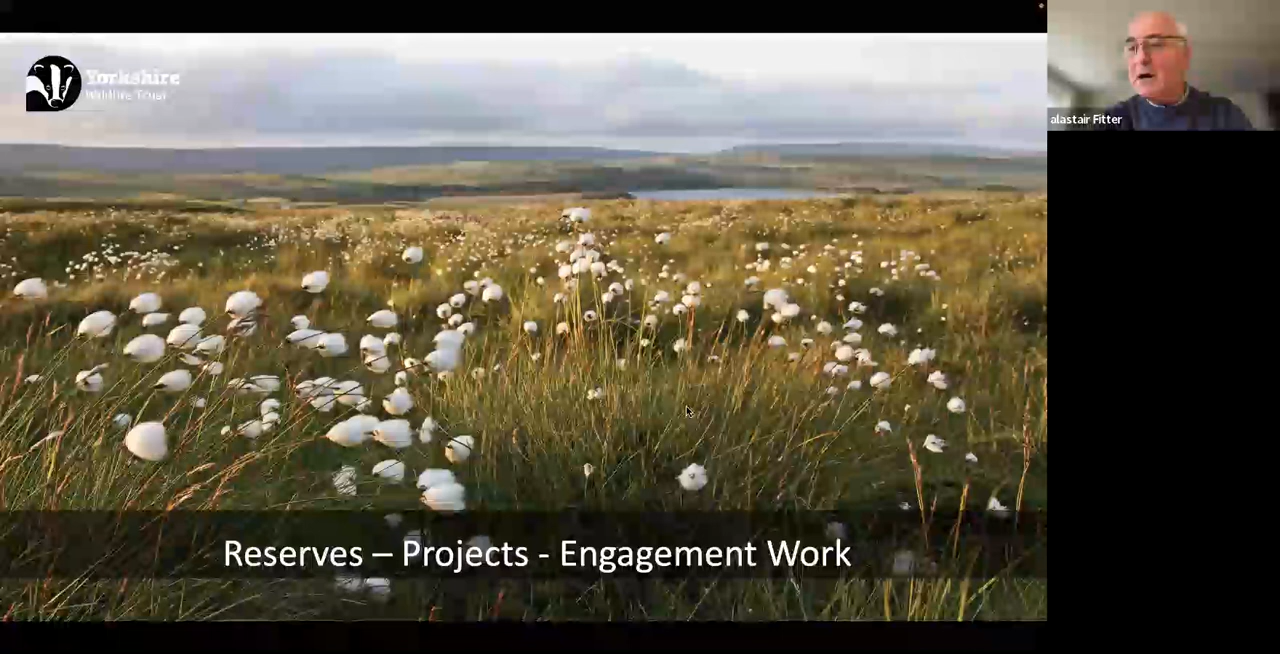 Yorkshire
Wildlife Trust
alastair Fitter
Reserves – Projects - Engagement Work